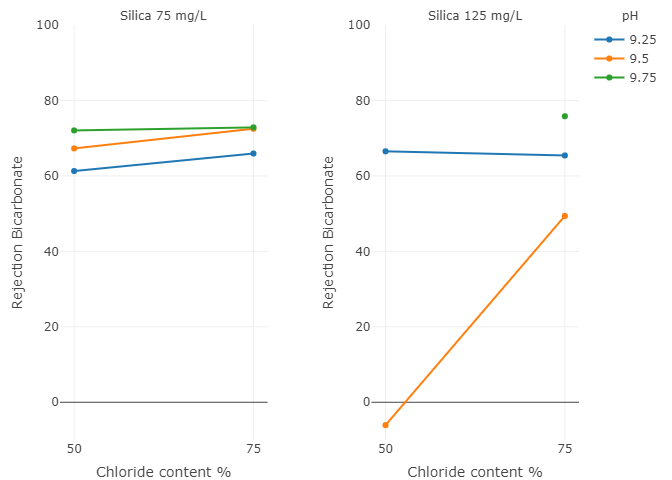 Silica 75 mg/L
Silica 125 mg/L
pH
9.25
9.5
9.75
100
80
60
40
20
0
Rejection Bicarbonate
50
75
Chloride content %
100
80
60
40
20
0
Rejection Bicarbonate
50
75
Chloride content %